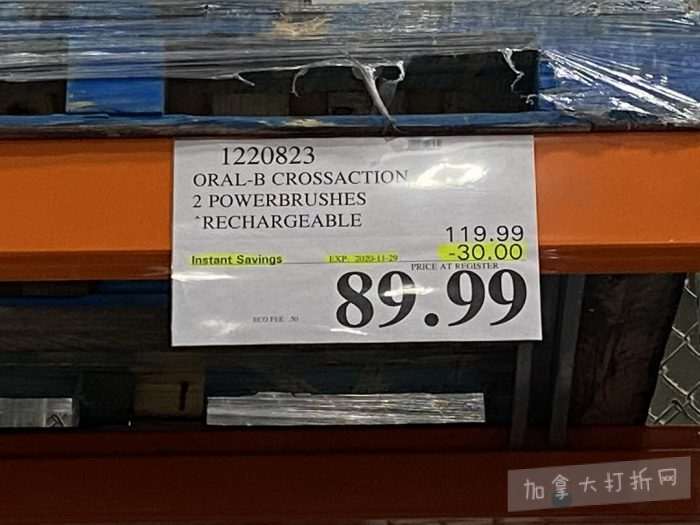 1220823
ORAL-B CROSSACTION
2 POWERBRUSHES
^RECHARGEABLE
119.99
Instant Savings EXP. 2020-11-29 -30.00
PRICE AT REGISTER
89.99
ECO FEE .50
加拿大打折网